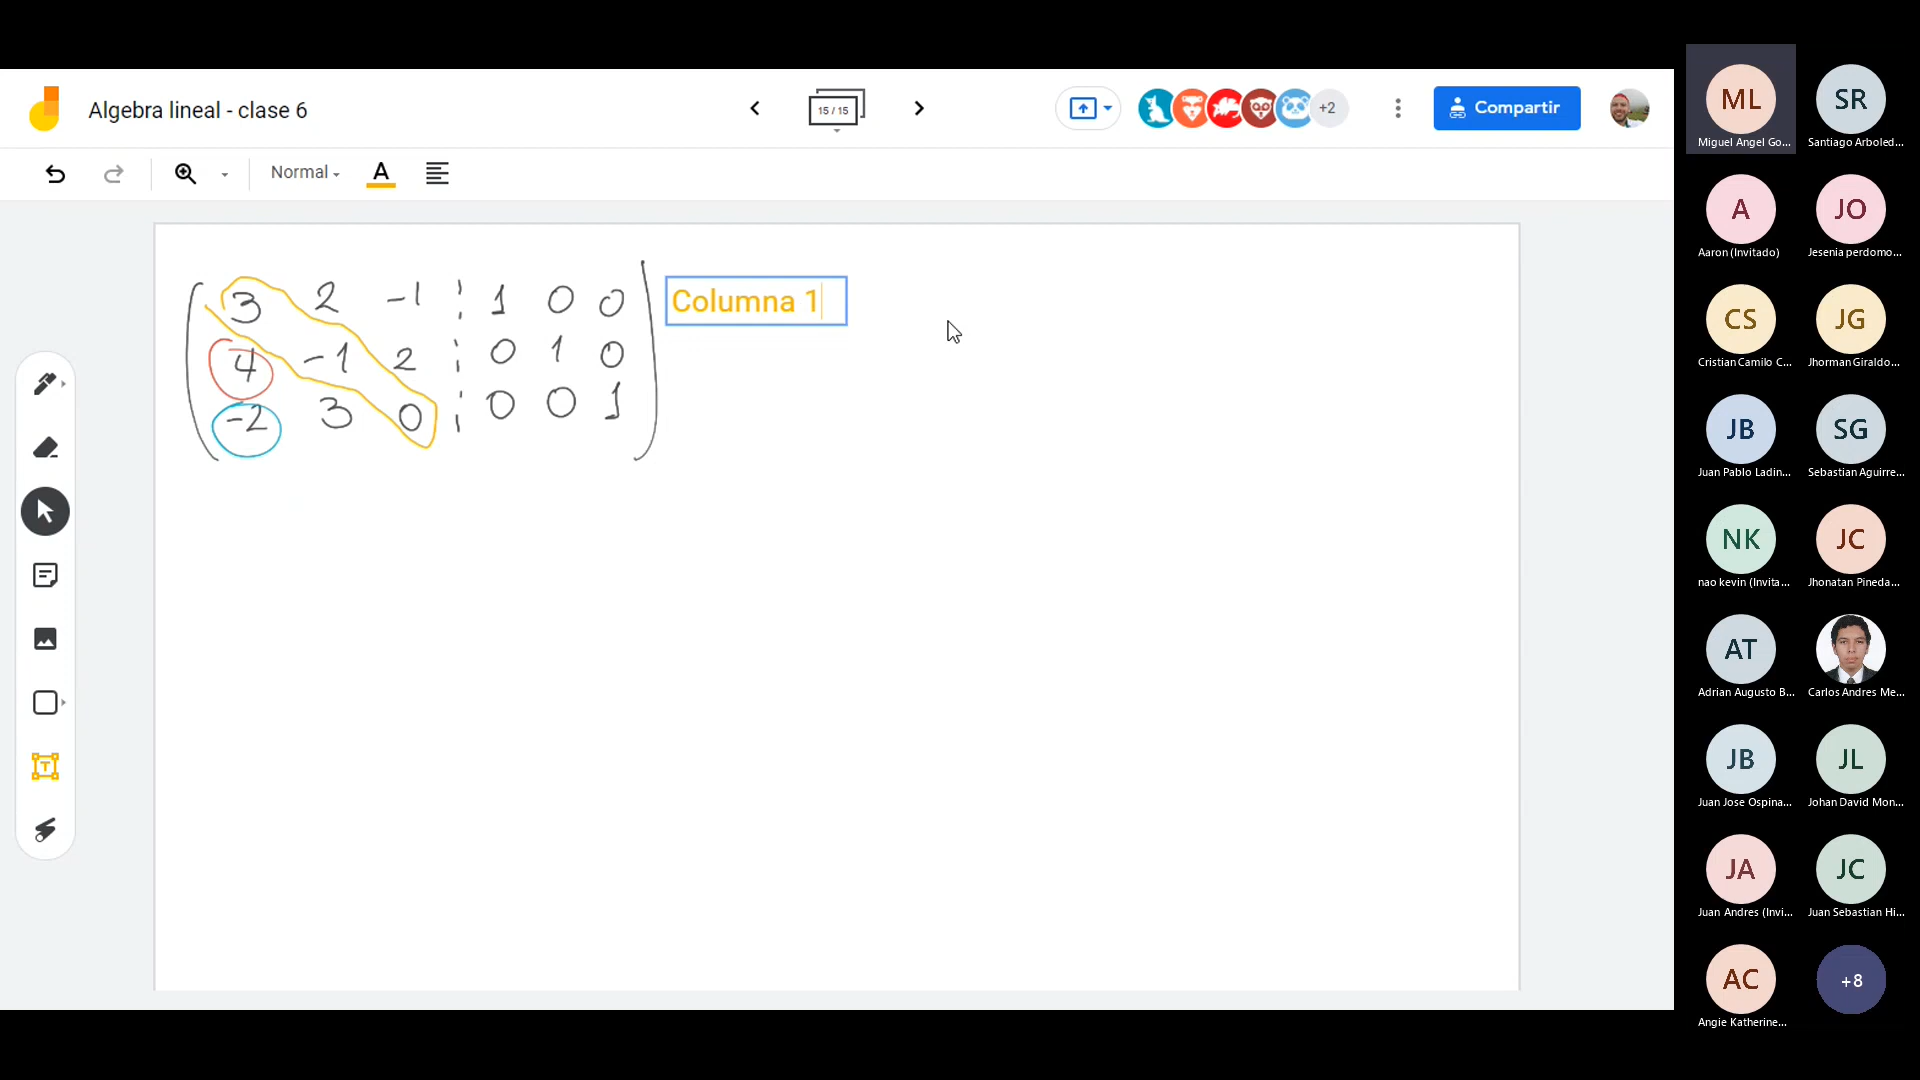 Algebra lineal - clase 6
15 / 15
+2
Compartir
Normal
A
3 2 -1 1 0 0
Columna 1
4 -1 2 0 1 0
-2 3 0 0 0 1
T
ML
SR
Miguel Angel Go...
Santiago Arboled...
A
JO
Aaron (Invitado)
Jesenia perdomo...
CS
JG
Cristian Camilo C...
Jhorman Giraldo...
JB
SG
Juan Pablo Ladin...
Sebastian Aguirre...
NK
JC
nao kevin (Invita...
Jhonatan Pineda...
AT
Adrian Augusto B...
Carlos Andres Me...
JB
JL
Juan Jose Ospina...
Johan David Mon...
JA
JC
Juan Andres (Invi...
Juan Sebastian Hi...
AC
+8
Angie Katherine...